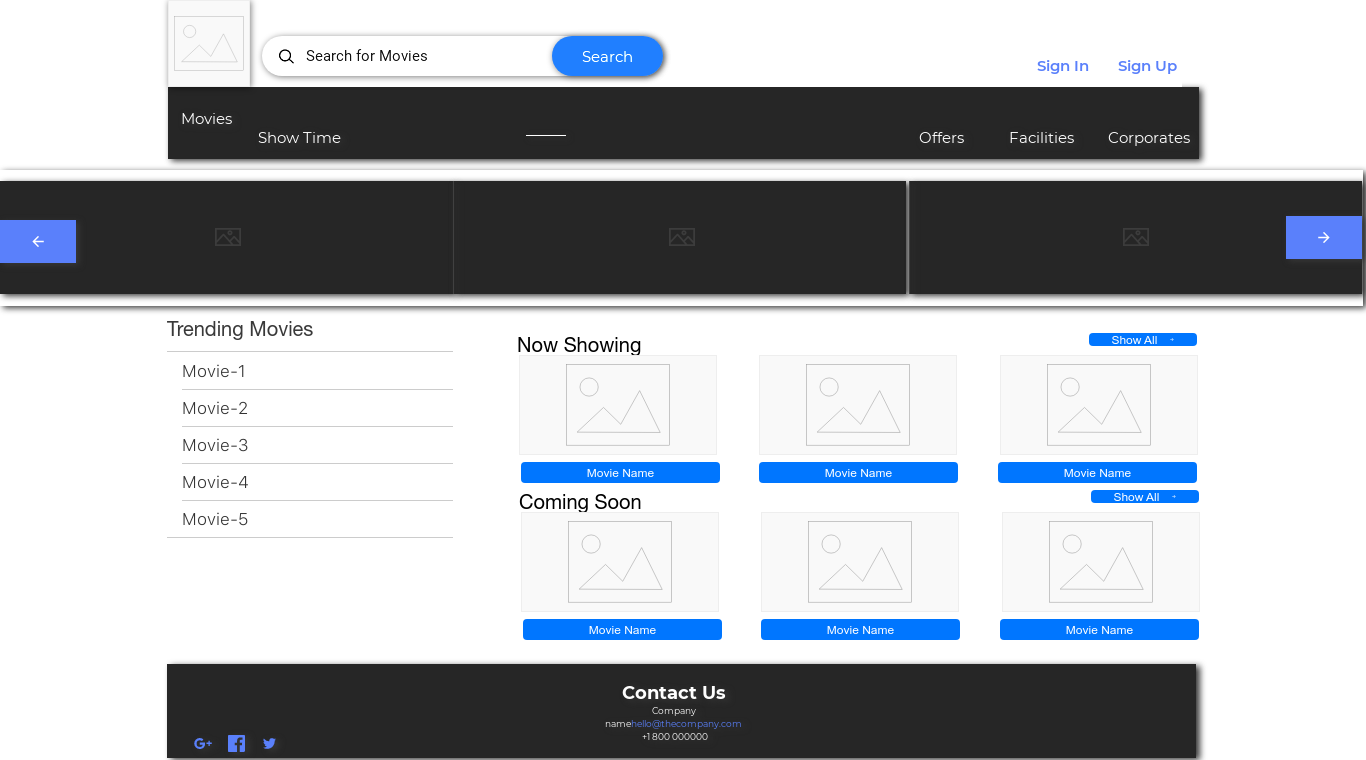 Search for Movies
Search
Sign In
Sign Up
Movies
Show Time
Offers
Facilities
Corporates
Trending Movies
Movie-1
Movie-2
Movie-3
Movie-4
Movie-5
Now Showing
Show All +
Movie Name
Movie Name
Movie Name
Coming Soon
Show All +
Movie Name
Movie Name
Movie Name
Contact Us
Company
namehello@thecompany.com
+1 800 000000